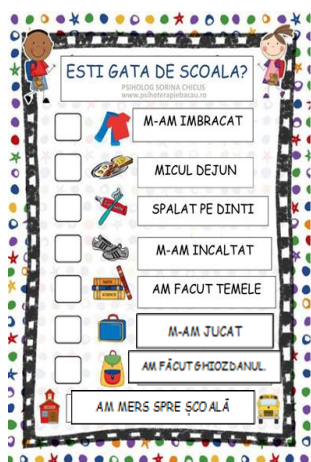 ESTI GATA DE SCOALA?
PSIHOLOG SORINA CHICUS
www.psihoterapiebacau.ro
M-AM IMBRACAT
MICUL DEJUN
SPALAT PE DINTI
M-AM INCALTAT
AM FACUT TEMELE
M-AM JUCAT
AM FĂCUT GHIOZDANUL.
AM MERS SPRE ȘCOALĂ